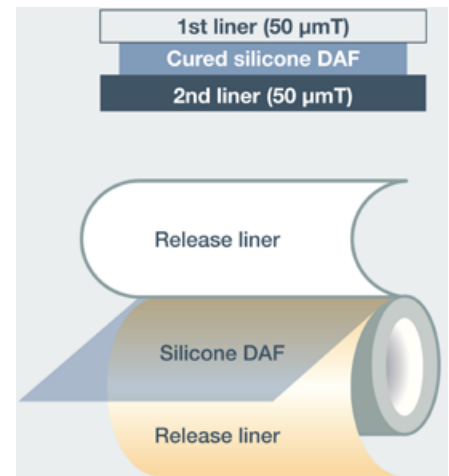 1st liner (50 µmT)
Cured silicone DAF
2nd liner (50 µmT)
Release liner
Silicone DAF
Release liner